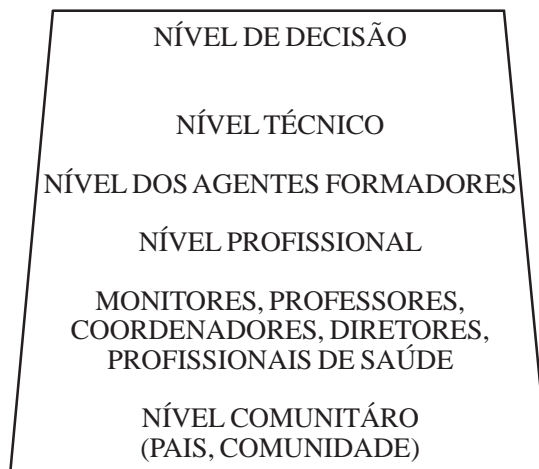 NÍVEL DE DECISÃO
NÍVEL TÉCNICO
NÍVEL DOS AGENTES FORMADORES
NÍVEL PROFISSIONAL
MONITORES, PROFESSORES,
COORDENADORES, DIRETORES,
PROFISSIONAIS DE SAÚDE
NÍVEL COMUNITÁRO
(PAIS, COMUNIDADE)